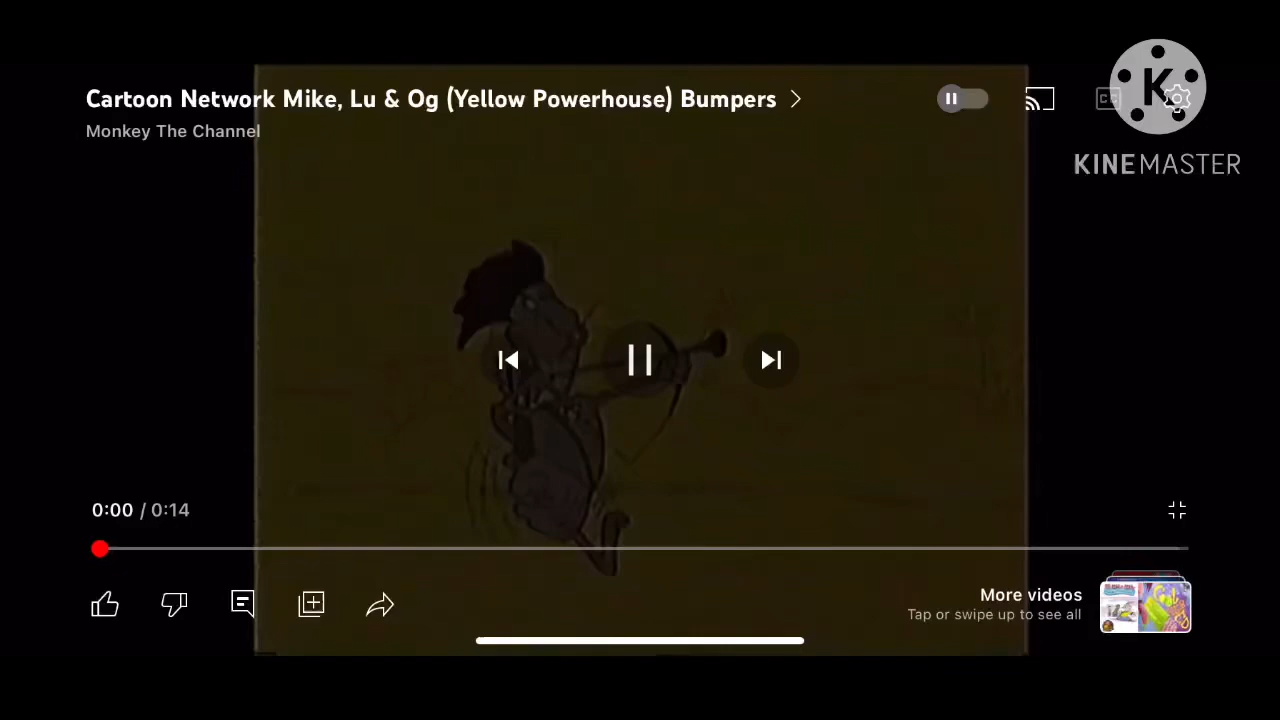 Cartoon Network Mike, Lu & Og (Yellow Powerhouse) Bumpers
Monkey The Channel
CC
K
KINEMASTER
0:00 / 0:14
More videos
Tap or swipe up to see all